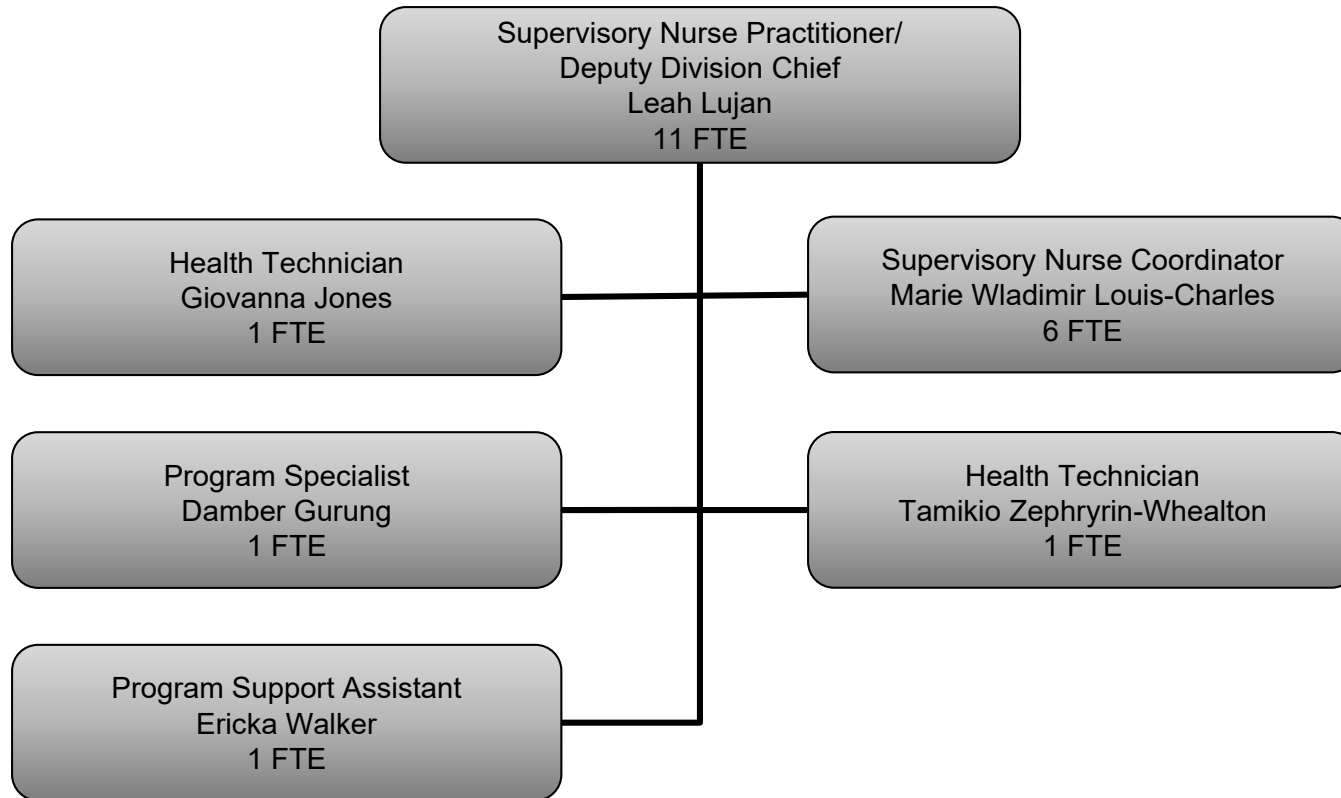 Supervisory Nurse Practitioner/
Deputy Division Chief
Leah Lujan
11 FTE
Health Technician
Giovanna Jones
1 FTE
Supervisory Nurse Coordinator
Marie Wladimir Louis-Charles
6 FTE
Program Specialist
Damber Gurung
1 FTE
Health Technician
Tamikio Zephryrin-Whealton
1 FTE
Program Support Assistant
Ericka Walker
1 FTE